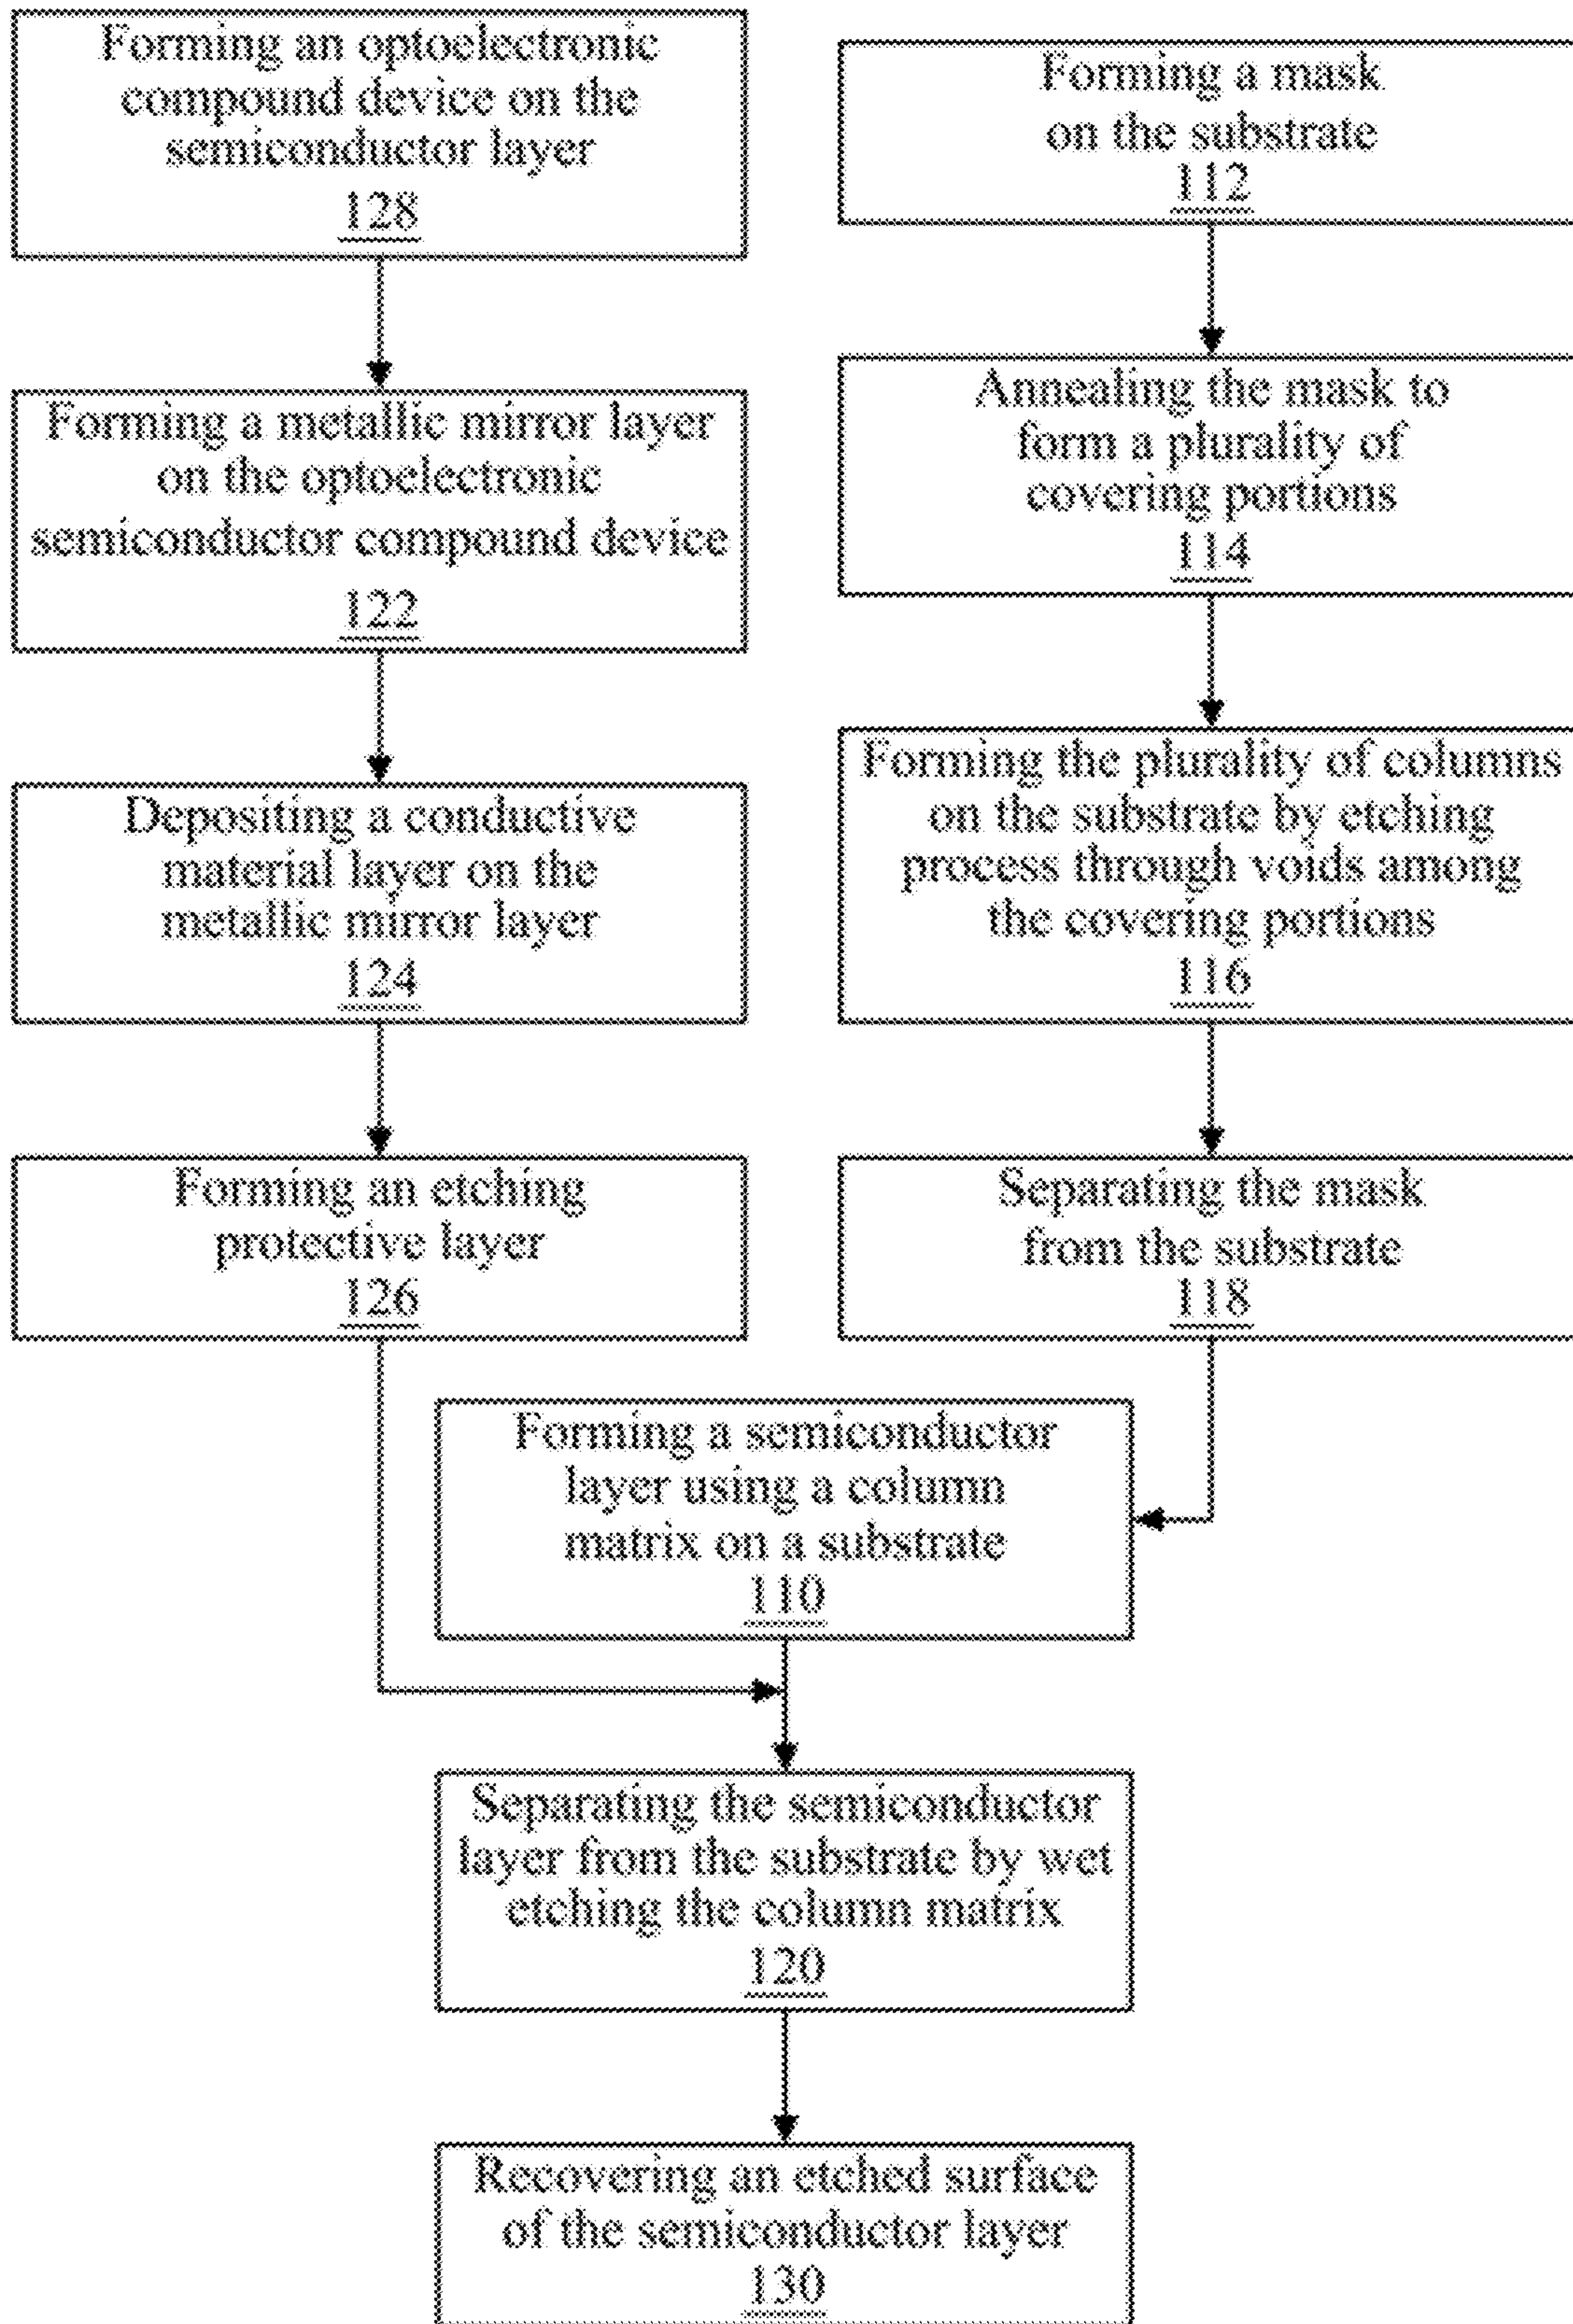 Forming an optoelectronic
compound device on the
semiconductor layer
128
Forming a metallic mirror layer
on the optoelectronic
semiconductor compound device
122
Depositing a conductive
material layer on the
metallic mirror layer
124
Forming an etching
protective layer
126
Forming a mask
on the substrate
112
Annealing the mask to
form a plurality of
covering portions
114
Forming the plurality of columns
on the substrate by etching
process through voids among
the covering portions
116
Separating the mask
from the substrate
118
Forming a semiconductor
layer using a column
matrix on a substrate
110
Separating the semiconductor
layer from the substrate by wet
etching the column matrix
120
Recovering an etched surface
of the semiconductor layer
130